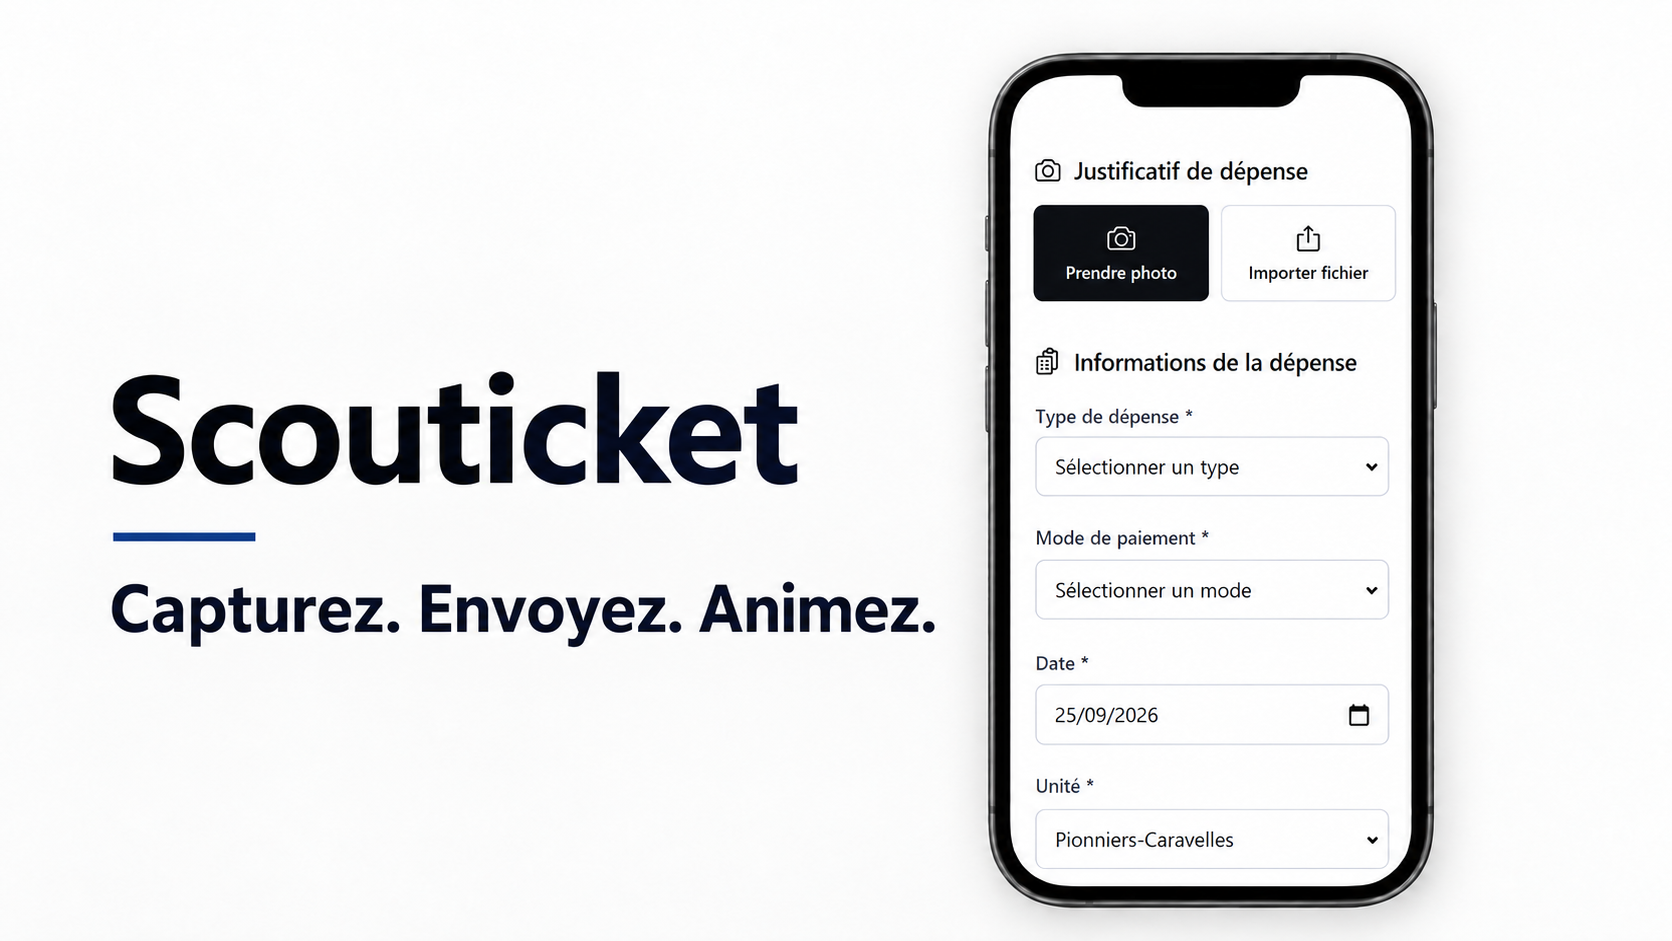 Scouticket
Capturez. Envoyez. Animez.
Justificatif de dépense
Prendre photo
Importer fichier
Informations de la dépense
Type de dépense *
Sélectionner un type
Mode de paiement *
Sélectionner un mode
Date *
25/09/2026
Unité *
Pionniers-Caravelles